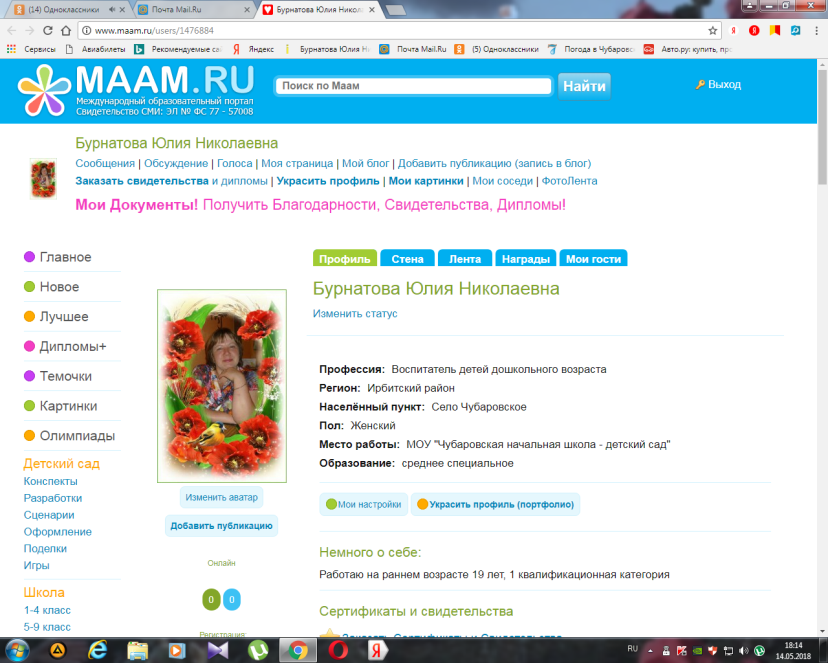 (14) Одноклассники
Почта Mail.Ru
Бурнатова Юлия Никол
www.maam.ru/users/1476884
Сервисы
Авиабилеты
Рекомендуемые са
Яндекс
Бурнатова Юлия Н
Почта Mail.Ru
(5) Одноклассники
Погода в Чубаров
Авто.ру: купить, пр
MAAM.RU
Международный образовательный портал
Свидетельство СМИ: ЭЛ № ФС 77 - 57008
Поиск по Маам
Найти
Выход
Бурнатова Юлия Николаевна
Сообщения | Обсуждение | Голоса | Моя страница | Мой блог | Добавить публикацию (запись в блог)
Заказать свидетельства и дипломы | Украсить профиль | Мои картинки | Мои соседи | ФотоЛента
Мои Документы! Получить Благодарности, Свидетельства, Дипломы!
Главное
Новое
Лучшее
Дипломы+
Темочки
Картинки
Олимпиады
Детский сад
Конспекты
Разработки
Сценарии
Оформление
Поделки
Игры
Школа
1-4 класс
5-9 класс
Изменить аватар
Добавить публикацию
Онлайн
0 0
Регистрация:
Профиль Стена Лента Награды Мои гости
Бурнатова Юлия Николаевна
Изменить статус
Профессия: Воспитатель детей дошкольного возраста
Регион: Ирбитский район
Населённый пункт: Село Чубаровское
Пол: Женский
Место работы: МОУ "Чубаровская начальная школа - детский сад"
Образование: среднее специальное
Мои настройки
Украсить профиль (портфолио)
Немного о себе:
Работаю на раннем возрасте 19 лет, 1 квалификационная категория
Сертификаты и свидетельства
Заказать Сертификаты и Свидетельства
RU
18:14
14.05.2018